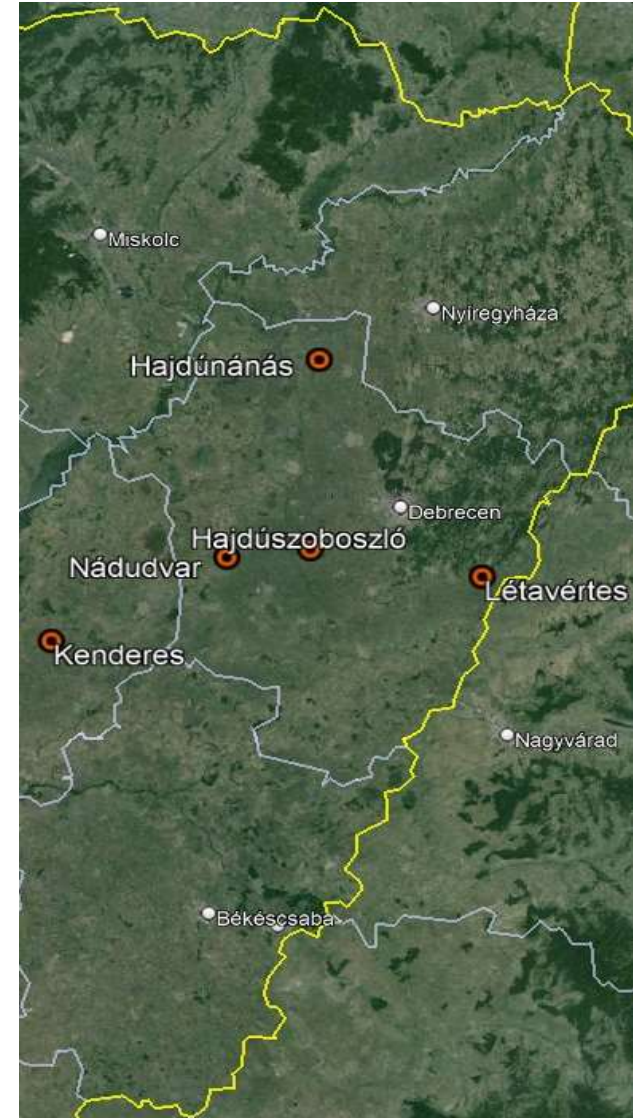 Miskolc
Nyíregyháza
Hajdúnánás
Debrecen
Hajdúszoboszló
Nádudvar
Létavértes
Kenderes
Nagyvárad
Békéscsaba